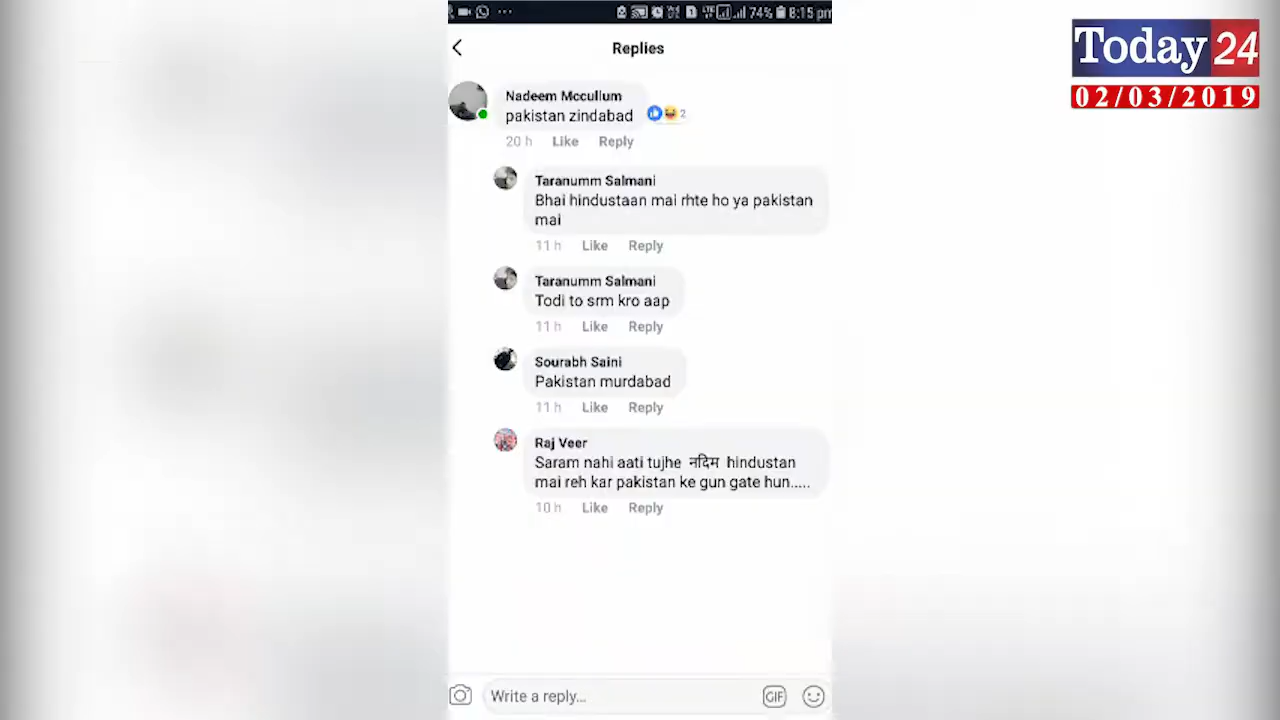 74% 8:15 pm
Replies
Today 24
02/03/2019
Nadeem Mccullum
pakistan zindabad
2
20 h Like Reply
Taranumm Salmani
Bhai hindustaan mai rhte ho ya pakistan
mai
11 h Like Reply
Taranumm Salmani
Todi to srm kro aap
11 h Like Reply
Sourabh Saini
Pakistan murdabad
11 h Like Reply
Raj Veer
Saram nahi aati tujhe नदिम hindustan
mai reh kar pakistan ke gun gate hun.....
10 h Like Reply
Write a reply...
GIF